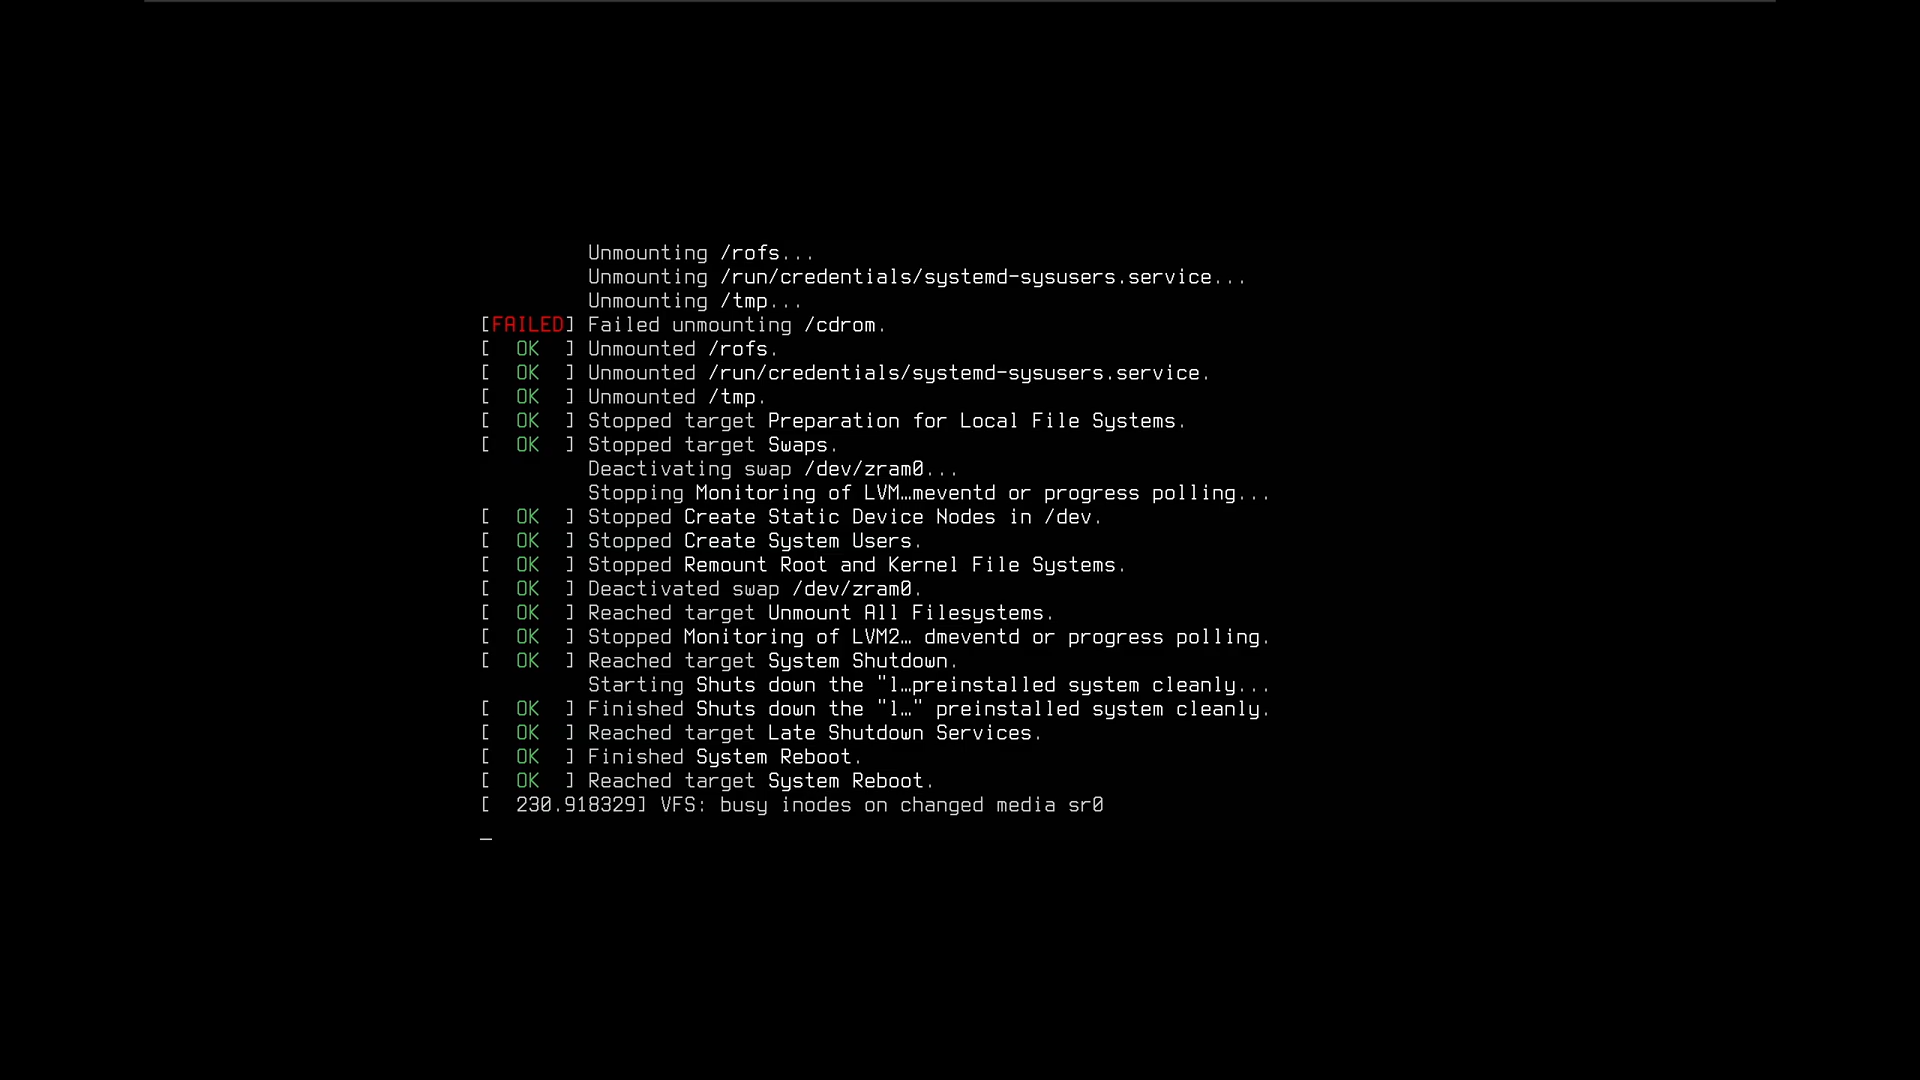 Unmounting /rofs...
Unmounting /run/credentials/systemd-sysusers.service...
Unmounting /tmp...
[FAILED] Failed unmounting /cdrom.
[  OK  ] Unmounted /rofs.
[  OK  ] Unmounted /run/credentials/systemd-sysusers.service.
[  OK  ] Unmounted /tmp.
[  OK  ] Stopped target Preparation for Local File Systems.
[  OK  ] Stopped target Swaps.
Deactivating swap /dev/zram0...
Stopping Monitoring of LVM…meventd or progress polling...
[  OK  ] Stopped Create Static Device Nodes in /dev.
[  OK  ] Stopped Create System Users.
[  OK  ] Stopped Remount Root and Kernel File Systems.
[  OK  ] Deactivated swap /dev/zram0.
[  OK  ] Reached target Unmount All Filesystems.
[  OK  ] Stopped Monitoring of LVM2… dmeventd or progress polling.
[  OK  ] Reached target System Shutdown.
Starting Shuts down the "l…preinstalled system cleanly...
[  OK  ] Finished Shuts down the "l…" preinstalled system cleanly.
[  OK  ] Reached target Late Shutdown Services.
[  OK  ] Finished System Reboot.
[  OK  ] Reached target System Reboot.
[  230.918329] VFS: busy inodes on changed media sr0
_